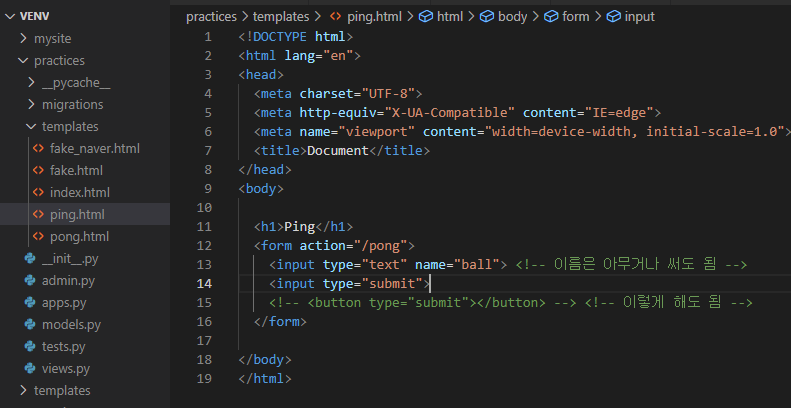 VENV
mysite
practices
__pycache__
migrations
templates
fake_naver.html
fake.html
index.html
ping.html
pong.html
__init__.py
admin.py
apps.py
models.py
tests.py
views.py
templates
practices > templates > <> ping.html > html > body > form > input
1 <!DOCTYPE html>
2 <html lang="en">
3 <head>
4 <meta charset="UTF-8">
5 <meta http-equiv="X-UA-Compatible" content="IE=edge">
6 <meta name="viewport" content="width=device-width, initial-scale=1.0">
7 <title>Document</title>
8 </head>
9 <body>
10
11 <h1>Ping</h1>
12 <form action="/pong">
13 <input type="text" name="ball"> <!-- 이름은 아무거나 써도 됨 -->
14 <input type="submit">
15 <!-- <button type="submit"></button> --> <!-- 이렇게 해도 됨 -->
16 </form>
17
18 </body>
19 </html>